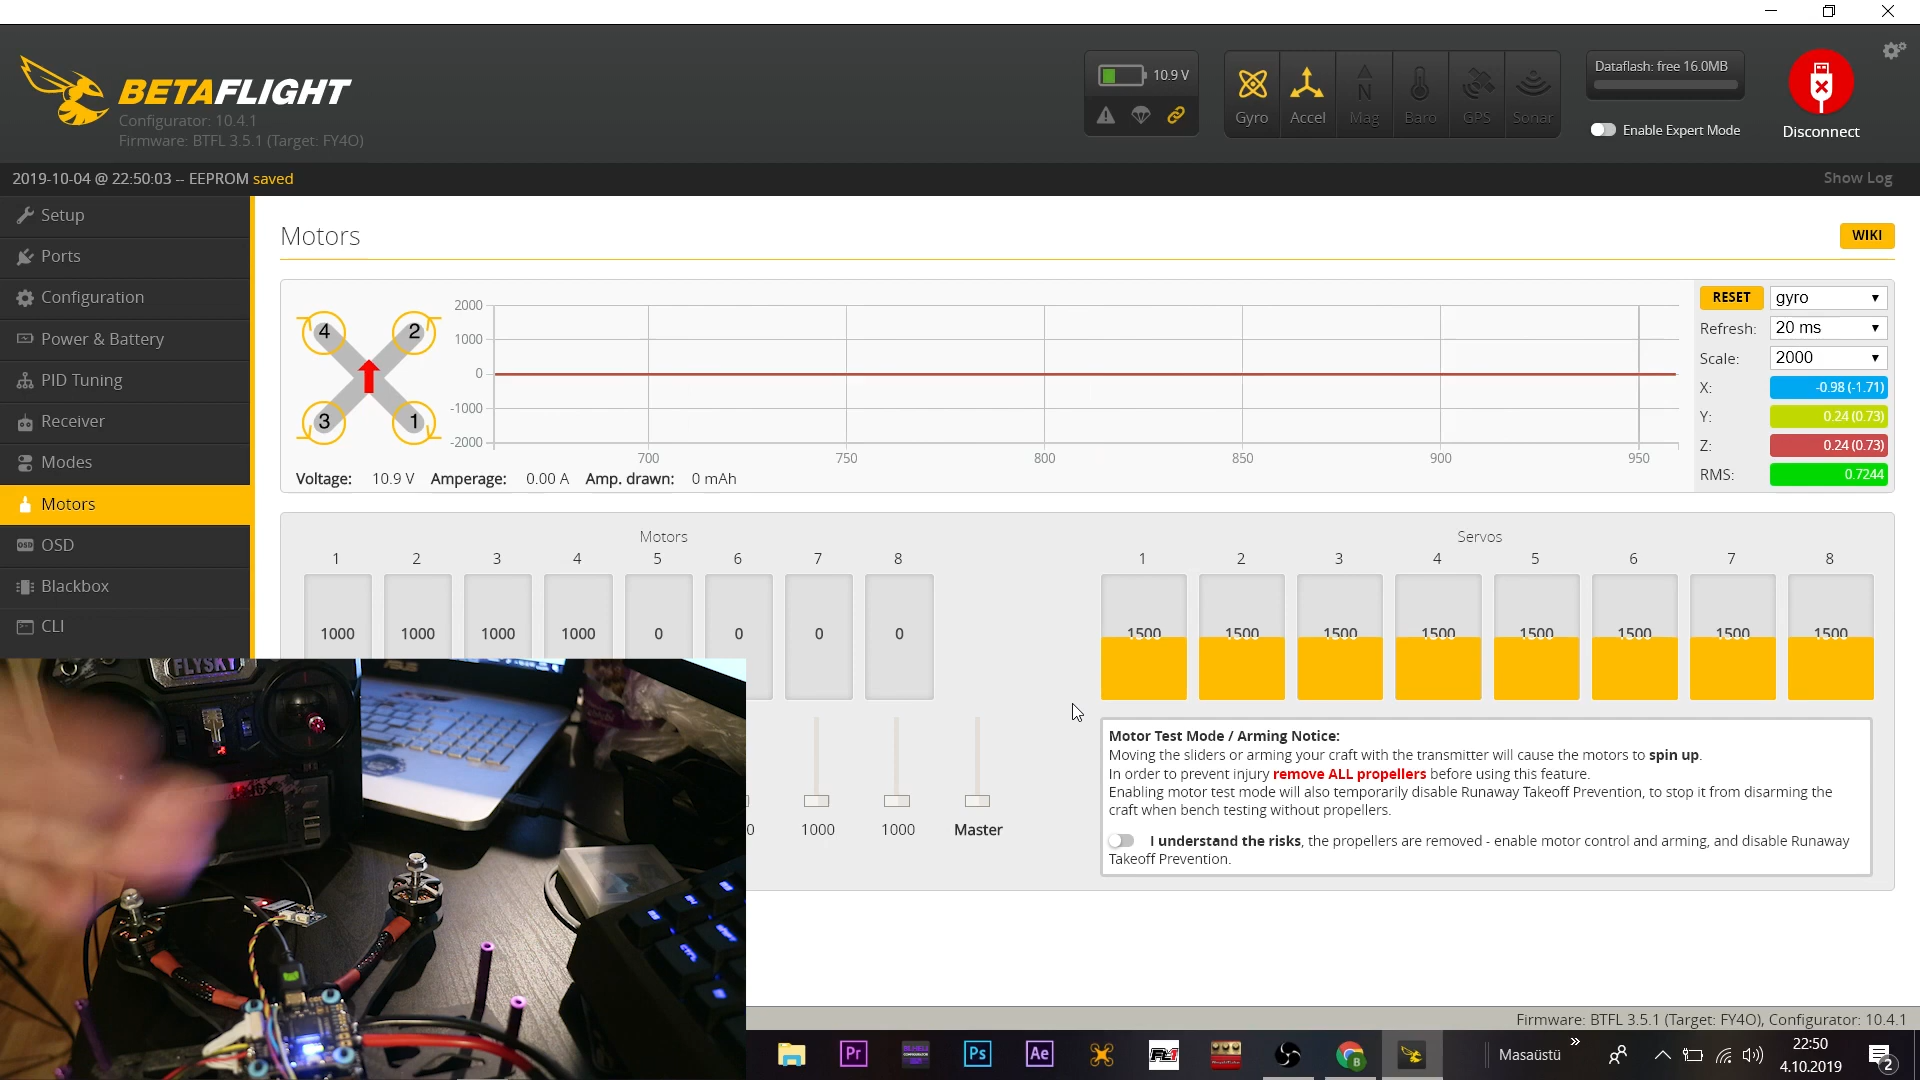 BETAFLIGHT
Configurator: 10.4.1
Firmware: BTFL 3.5.1 (Target: FY4O)
10.9 V
Gyro
Accel
Mag
Baro
GPS
Sonar
Dataflash: free 16.0MB
Enable Expert Mode
Disconnect
2019-10-04 @ 22:50:03 -- EEPROM saved
Show Log
Setup
Ports
Configuration
Power & Battery
PID Tuning
Receiver
Modes
Motors
OSD
Blackbox
CLI
Motors
WIKI
4
2
3
1
2000
1000
0
-1000
-2000
700
750
800
850
900
950
Voltage: 10.9 V Amperage: 0.00 A Amp. drawn: 0 mAh
RESET gyro
Refresh: 20 ms
Scale: 2000
X: -0.98 (-1.71)
Y: 0.24 (0.73)
Z: 0.24 (0.73)
RMS: 0.7244
Motors
1 2 3 4 5 6 7 8
1000 1000 1000 1000 0 0 0 0
0 1000 1000 Master
Servos
1 2 3 4 5 6 7 8
1500 1500 1500 1500 1500 1500 1500 1500
Motor Test Mode / Arming Notice:
Moving the sliders or arming your craft with the transmitter will cause the motors to spin up.
In order to prevent injury remove ALL propellers before using this feature.
Enabling motor test mode will also temporarily disable Runaway Takeoff Prevention, to stop it from disarming the
craft when bench testing without propellers.
I understand the risks, the propellers are removed - enable motor control and arming, and disable Runaway
Takeoff Prevention.
FLYSKY
Firmware: BTFL 3.5.1 (Target: FY4O), Configurator: 10.4.1
Pr
Ps
Ae
Masaüstü
22:50
4.10.2019
2